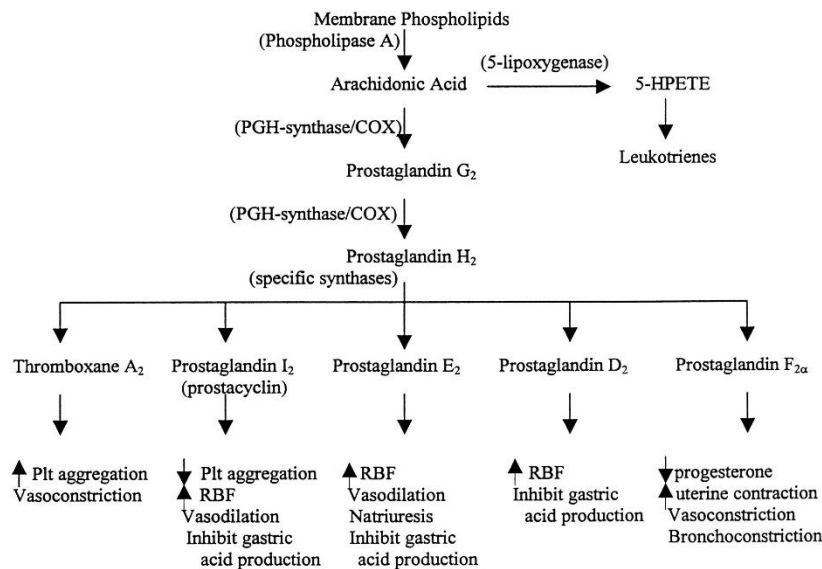 Membrane Phospholipids
(Phospholipase A)
(5-lipoxygenase)
Arachidonic Acid
5-HPETE
(PGH-synthase/COX)
Leukotrienes
Prostaglandin G₂
(PGH-synthase/COX)
Prostaglandin H₂
(specific synthases)
Thromboxane A₂
Prostaglandin I₂
(prostacyclin)
Prostaglandin E₂
Prostaglandin D₂
Prostaglandin F₂α
Plt aggregation
Vasoconstriction
Plt aggregation
RBF
Vasodilation
Inhibit gastric
acid production
RBF
Vasodilation
Natriuresis
Inhibit gastric
acid production
RBF
Inhibit gastric
acid production
progesterone
uterine contraction
Vasoconstriction
Bronchoconstriction